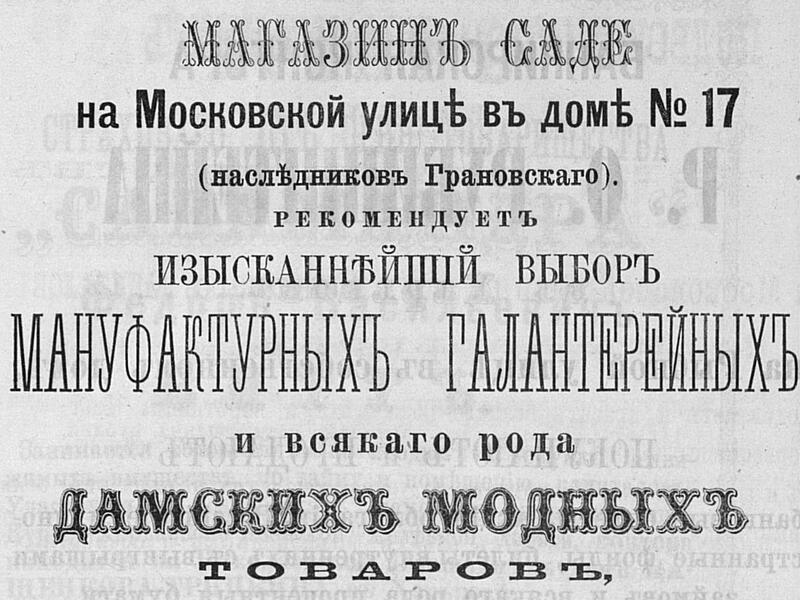 МАГАЗИНЪ САДЕ
на Московской улицѣ въ домѣ № 17
(наслѣдниковъ Грановскаго).
РЕКОМЕНДУЕТЪ
ИЗЫСКАННѢЙШІЙ ВЫБОРЪ
МАНУФАКТУРНЫХЪ ГАЛАНТЕРЕЙНЫХЪ
и всякаго рода
ДАМСКИХЪ МОДНЫХЪ
ТОВАРОВЪ,